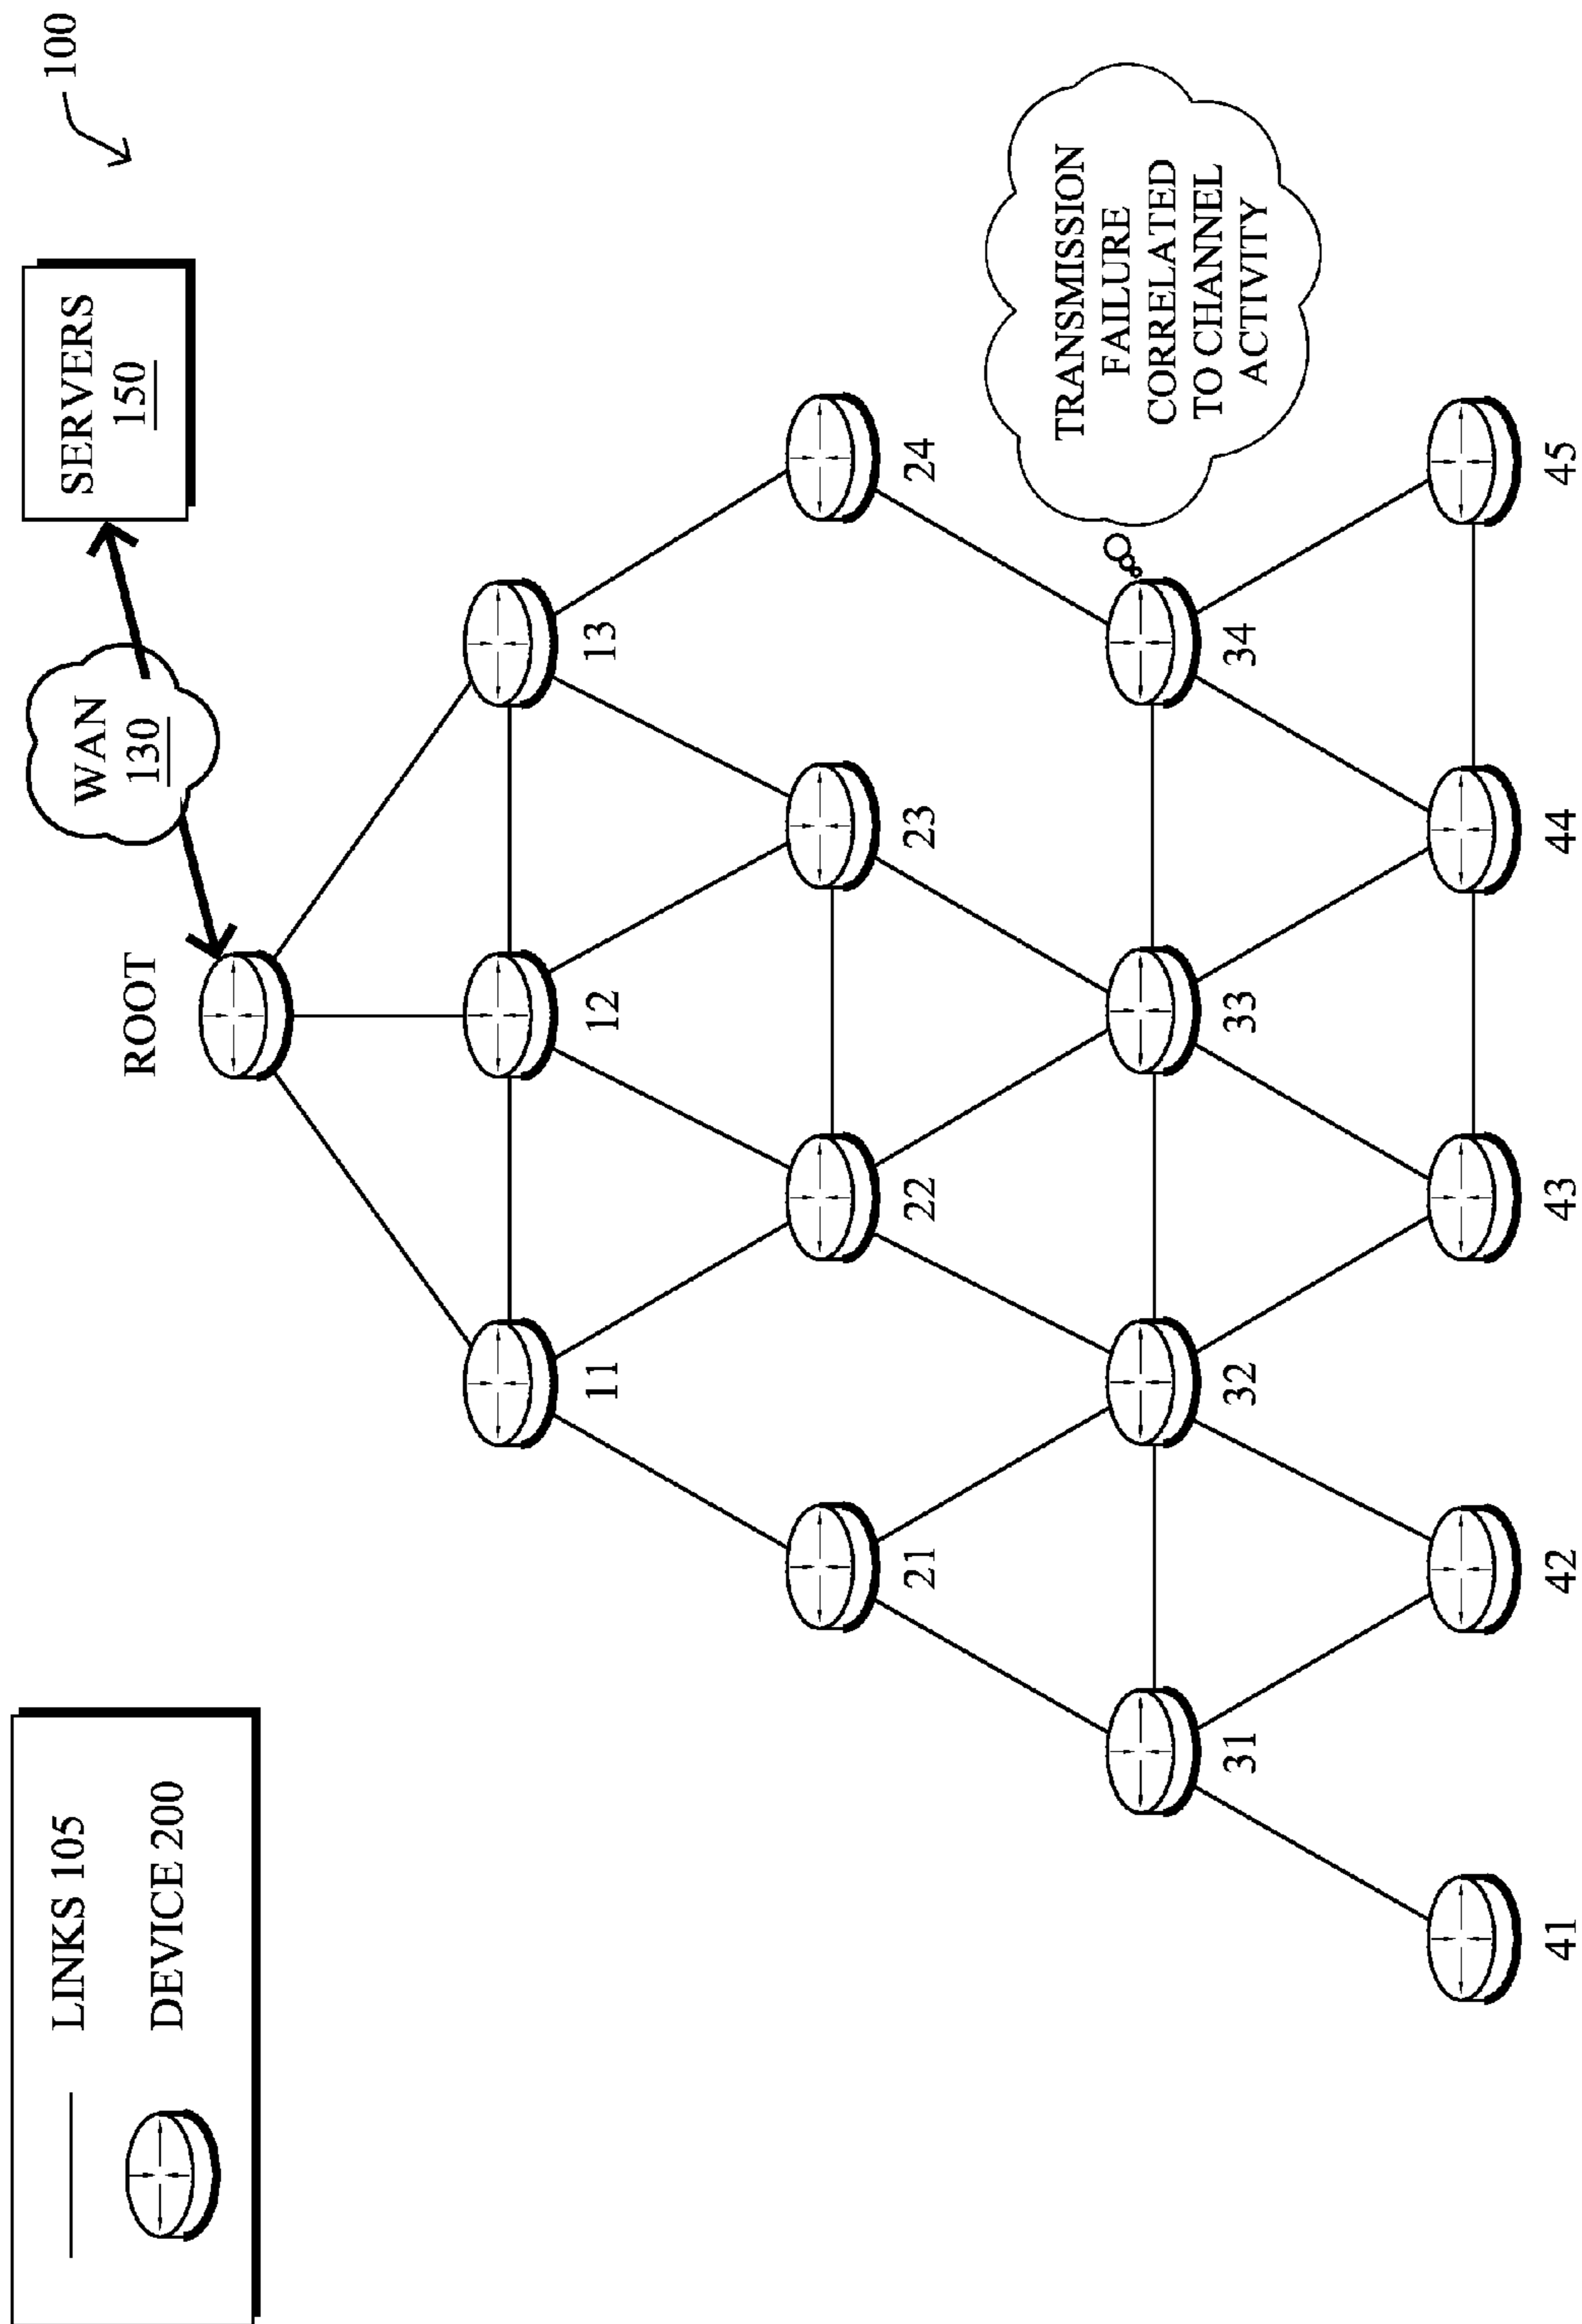 LINKS 105
DEVICE 200
100
SERVERS
150
WAN
130
ROOT
11
12
13
21
22
23
24
TRANSMISSION
FAILURE
CORRELATED
TO CHANNEL
ACTIVITY
31
32
33
34
41
42
43
44
45